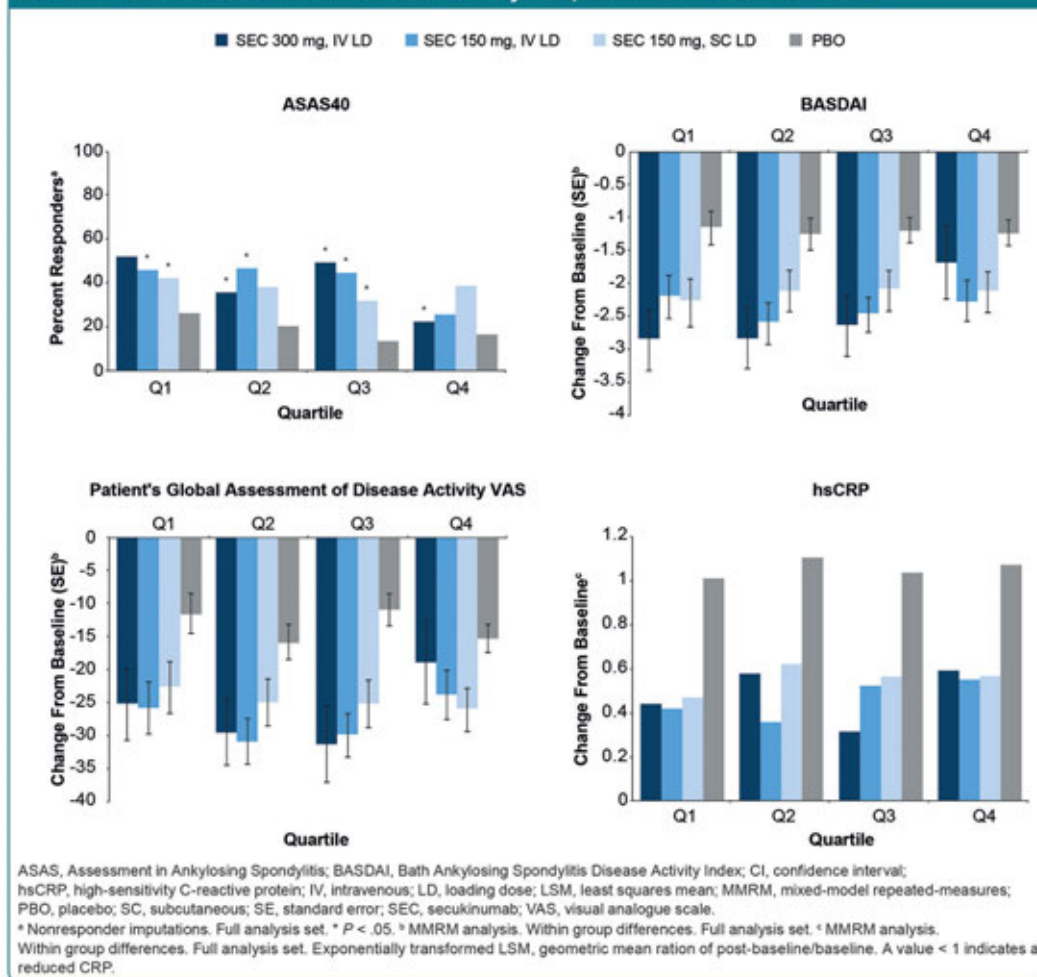 SEC 300 mg, IV LD SEC 150 mg, IV LD SEC 150 mg, SC LD PBO
ASAS40
100
80
60
40
20
0
Percent Respondersᵃ
* * * * * * * *
Q1 Q2 Q3 Q4
Quartile
BASDAI
Q1 Q2 Q3 Q4
0
-0.5
-1
-1.5
-2
-2.5
-3
-3.5
-4
Change From Baseline (SE)ᵇ
Quartile
Patient's Global Assessment of Disease Activity VAS
Q1 Q2 Q3 Q4
0
-5
-10
-15
-20
-25
-30
-35
-40
Change From Baseline (SE)ᵇ
Quartile
hsCRP
1.2
1
0.8
0.6
0.4
0.2
0
Change From Baselineᶜ
Q1 Q2 Q3 Q4
Quartile
ASAS, Assessment in Ankylosing Spondylitis; BASDAI, Bath Ankylosing Spondylitis Disease Activity Index; CI, confidence interval;
hsCRP, high-sensitivity C-reactive protein; IV, intravenous; LD, loading dose; LSM, least squares mean; MMRM, mixed-model repeated-measures;
PBO, placebo; SC, subcutaneous; SE, standard error; SEC, secukinumab; VAS, visual analogue scale.
ᵃ Nonresponder imputations. Full analysis set. * P < .05. ᵇ MMRM analysis. Within group differences. Full analysis set. ᶜ MMRM analysis.
Within group differences. Full analysis set. Exponentially transformed LSM, geometric mean ration of post-baseline/baseline. A value < 1 indicates a
reduced CRP.